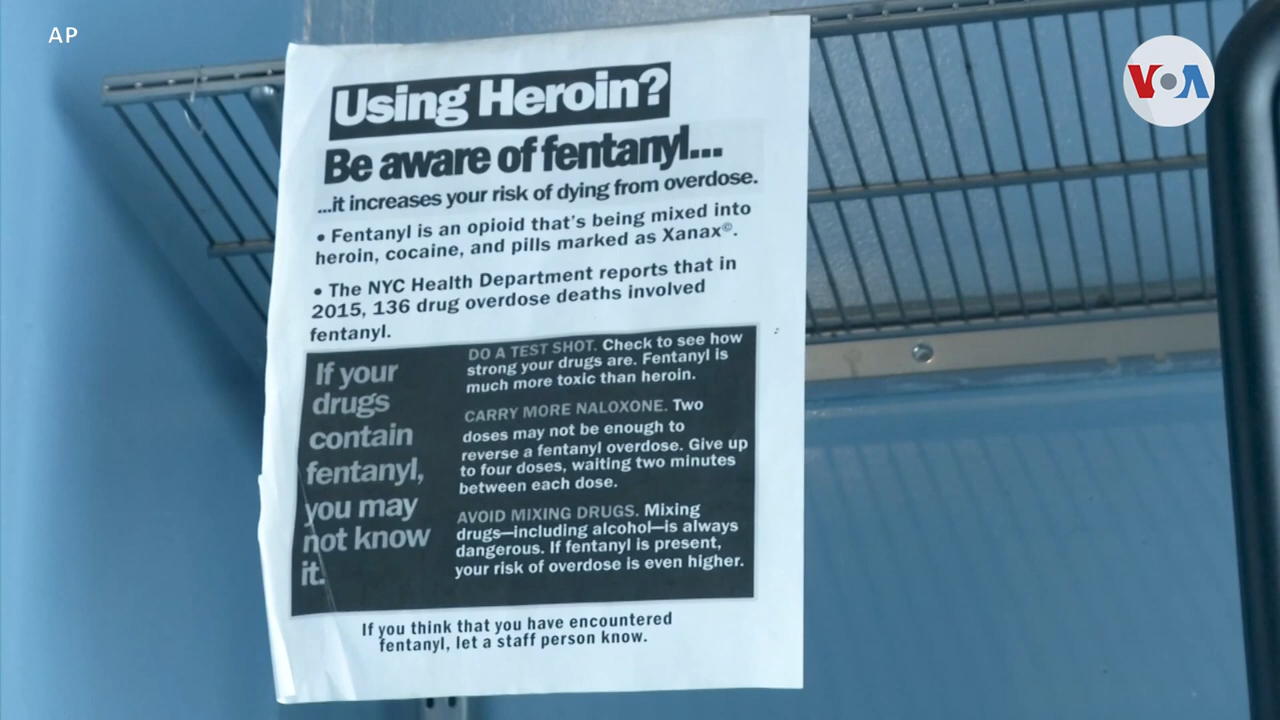 AP
VOA
Using Heroin?
Be aware of fentanyl...
...it increases your risk of dying from overdose.
• Fentanyl is an opioid that's being mixed into
heroin, cocaine, and pills marked as Xanax©.
• The NYC Health Department reports that in
2015, 136 drug overdose deaths involved
fentanyl.
If your
drugs
contain
fentanyl,
you may
not know
it.
DO A TEST SHOT. Check to see how
strong your drugs are. Fentanyl is
much more toxic than heroin.
CARRY MORE NALOXONE. Two
doses may not be enough to
reverse a fentanyl overdose. Give up
to four doses, waiting two minutes
between each dose.
AVOID MIXING DRUGS. Mixing
drugs—including alcohol—is always
dangerous. If fentanyl is present,
your risk of overdose is even higher.
If you think that you have encountered
fentanyl, let a staff person know.